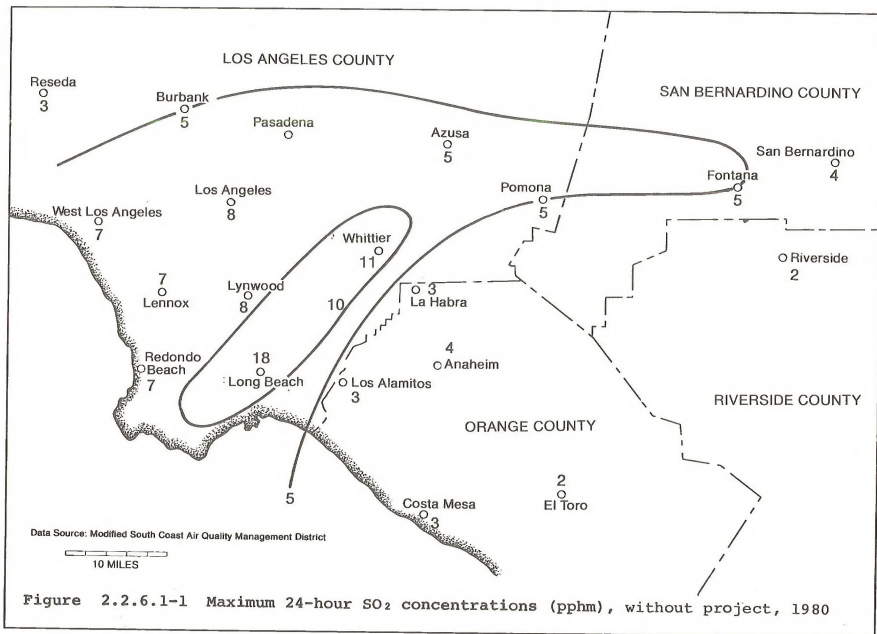 LOS ANGELES COUNTY
Reseda
3
SAN BERNARDINO COUNTY
Burbank
5
Pasadena
Azusa
5
San Bernardino
4
Fontana
5
Pomona
5
Los Angeles
8
West Los Angeles
7
Whittier
11
Riverside
2
7
Lennox
Lynwood
8
10
3
La Habra
Redondo
Beach
7
18
Long Beach
4
Anaheim
Los Alamitos
3
RIVERSIDE COUNTY
ORANGE COUNTY
5
2
El Toro
Costa Mesa
3
Data Source: Modified South Coast Air Quality Management District
10 MILES
Figure 2.2.6.1-1 Maximum 24-hour SO₂ concentrations (pphm), without project, 1980